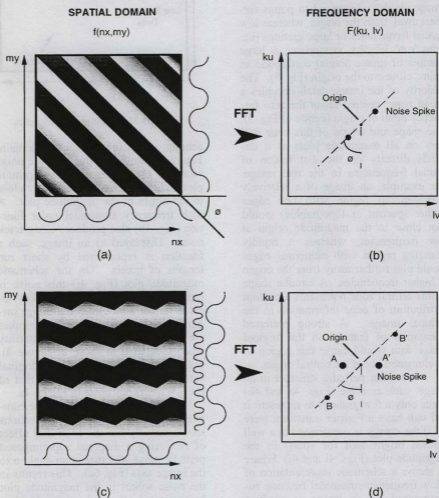 SPATIAL DOMAIN
f(nx,my)
my
ø
nx
(a)
FFT
FREQUENCY DOMAIN
F(ku, lv)
ku
Origin
Noise Spike
ø
lv
(b)
my
nx
(c)
FFT
ku
B'
Origin
A
A'
Noise Spike
ø
B
lv
(d)